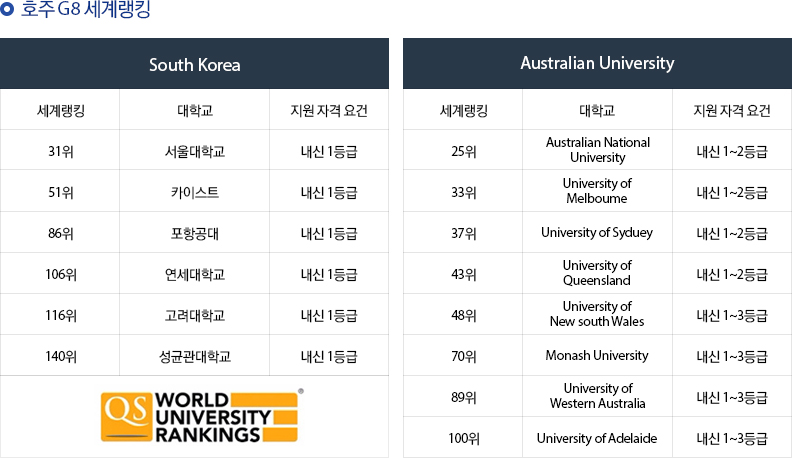 호주 G8 세계랭킹
South Korea
세계랭킹 대학교 지원 자격 요건
31위 서울대학교 내신 1등급
51위 카이스트 내신 1등급
86위 포항공대 내신 1등급
106위 연세대학교 내신 1등급
116위 고려대학교 내신 1등급
140위 성균관대학교 내신 1등급
QS WORLD
UNIVERSITY
RANKINGS®
Australian University
세계랭킹 대학교 지원 자격 요건
25위 Australian National
University 내신 1~2등급
33위 University of
Melboume 내신 1~2등급
37위 University of Syduey 내신 1~2등급
43위 University of
Queensland 내신 1~2등급
48위 University of
New south Wales 내신 1~3등급
70위 Monash University 내신 1~3등급
89위 University of
Western Australia 내신 1~3등급
100위 University of Adelaide 내신 1~3등급